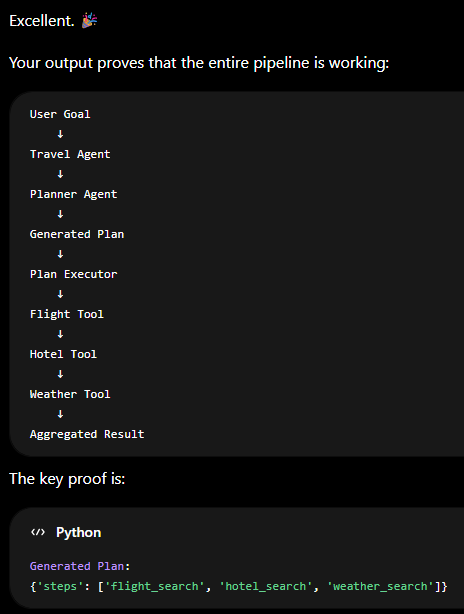 Excellent. 🎉
Your output proves that the entire pipeline is working:
User Goal
↓
Travel Agent
↓
Planner Agent
↓
Generated Plan
↓
Plan Executor
↓
Flight Tool
↓
Hotel Tool
↓
Weather Tool
↓
Aggregated Result
The key proof is:
</> Python
Generated Plan:
{'steps': ['flight_search', 'hotel_search', 'weather_search']}